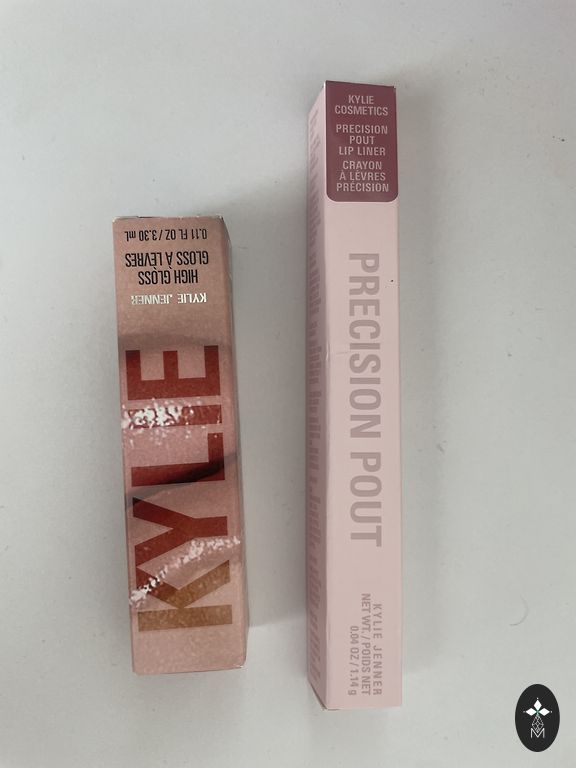 KYLIE JENNER
HIGH GLOSS
GLOSS À LÈVRES
0.11 FL OZ / 3.30 mL
KYLIE
KYLIE
COSMETICS
PRECISION
POUT
LIP LINER
CRAYON
À LÈVRES
PRÉCISION
PRECISION POUT
KYLIE JENNER
NET WT. / POIDS NET
0.04 OZ / 1.14 g
M